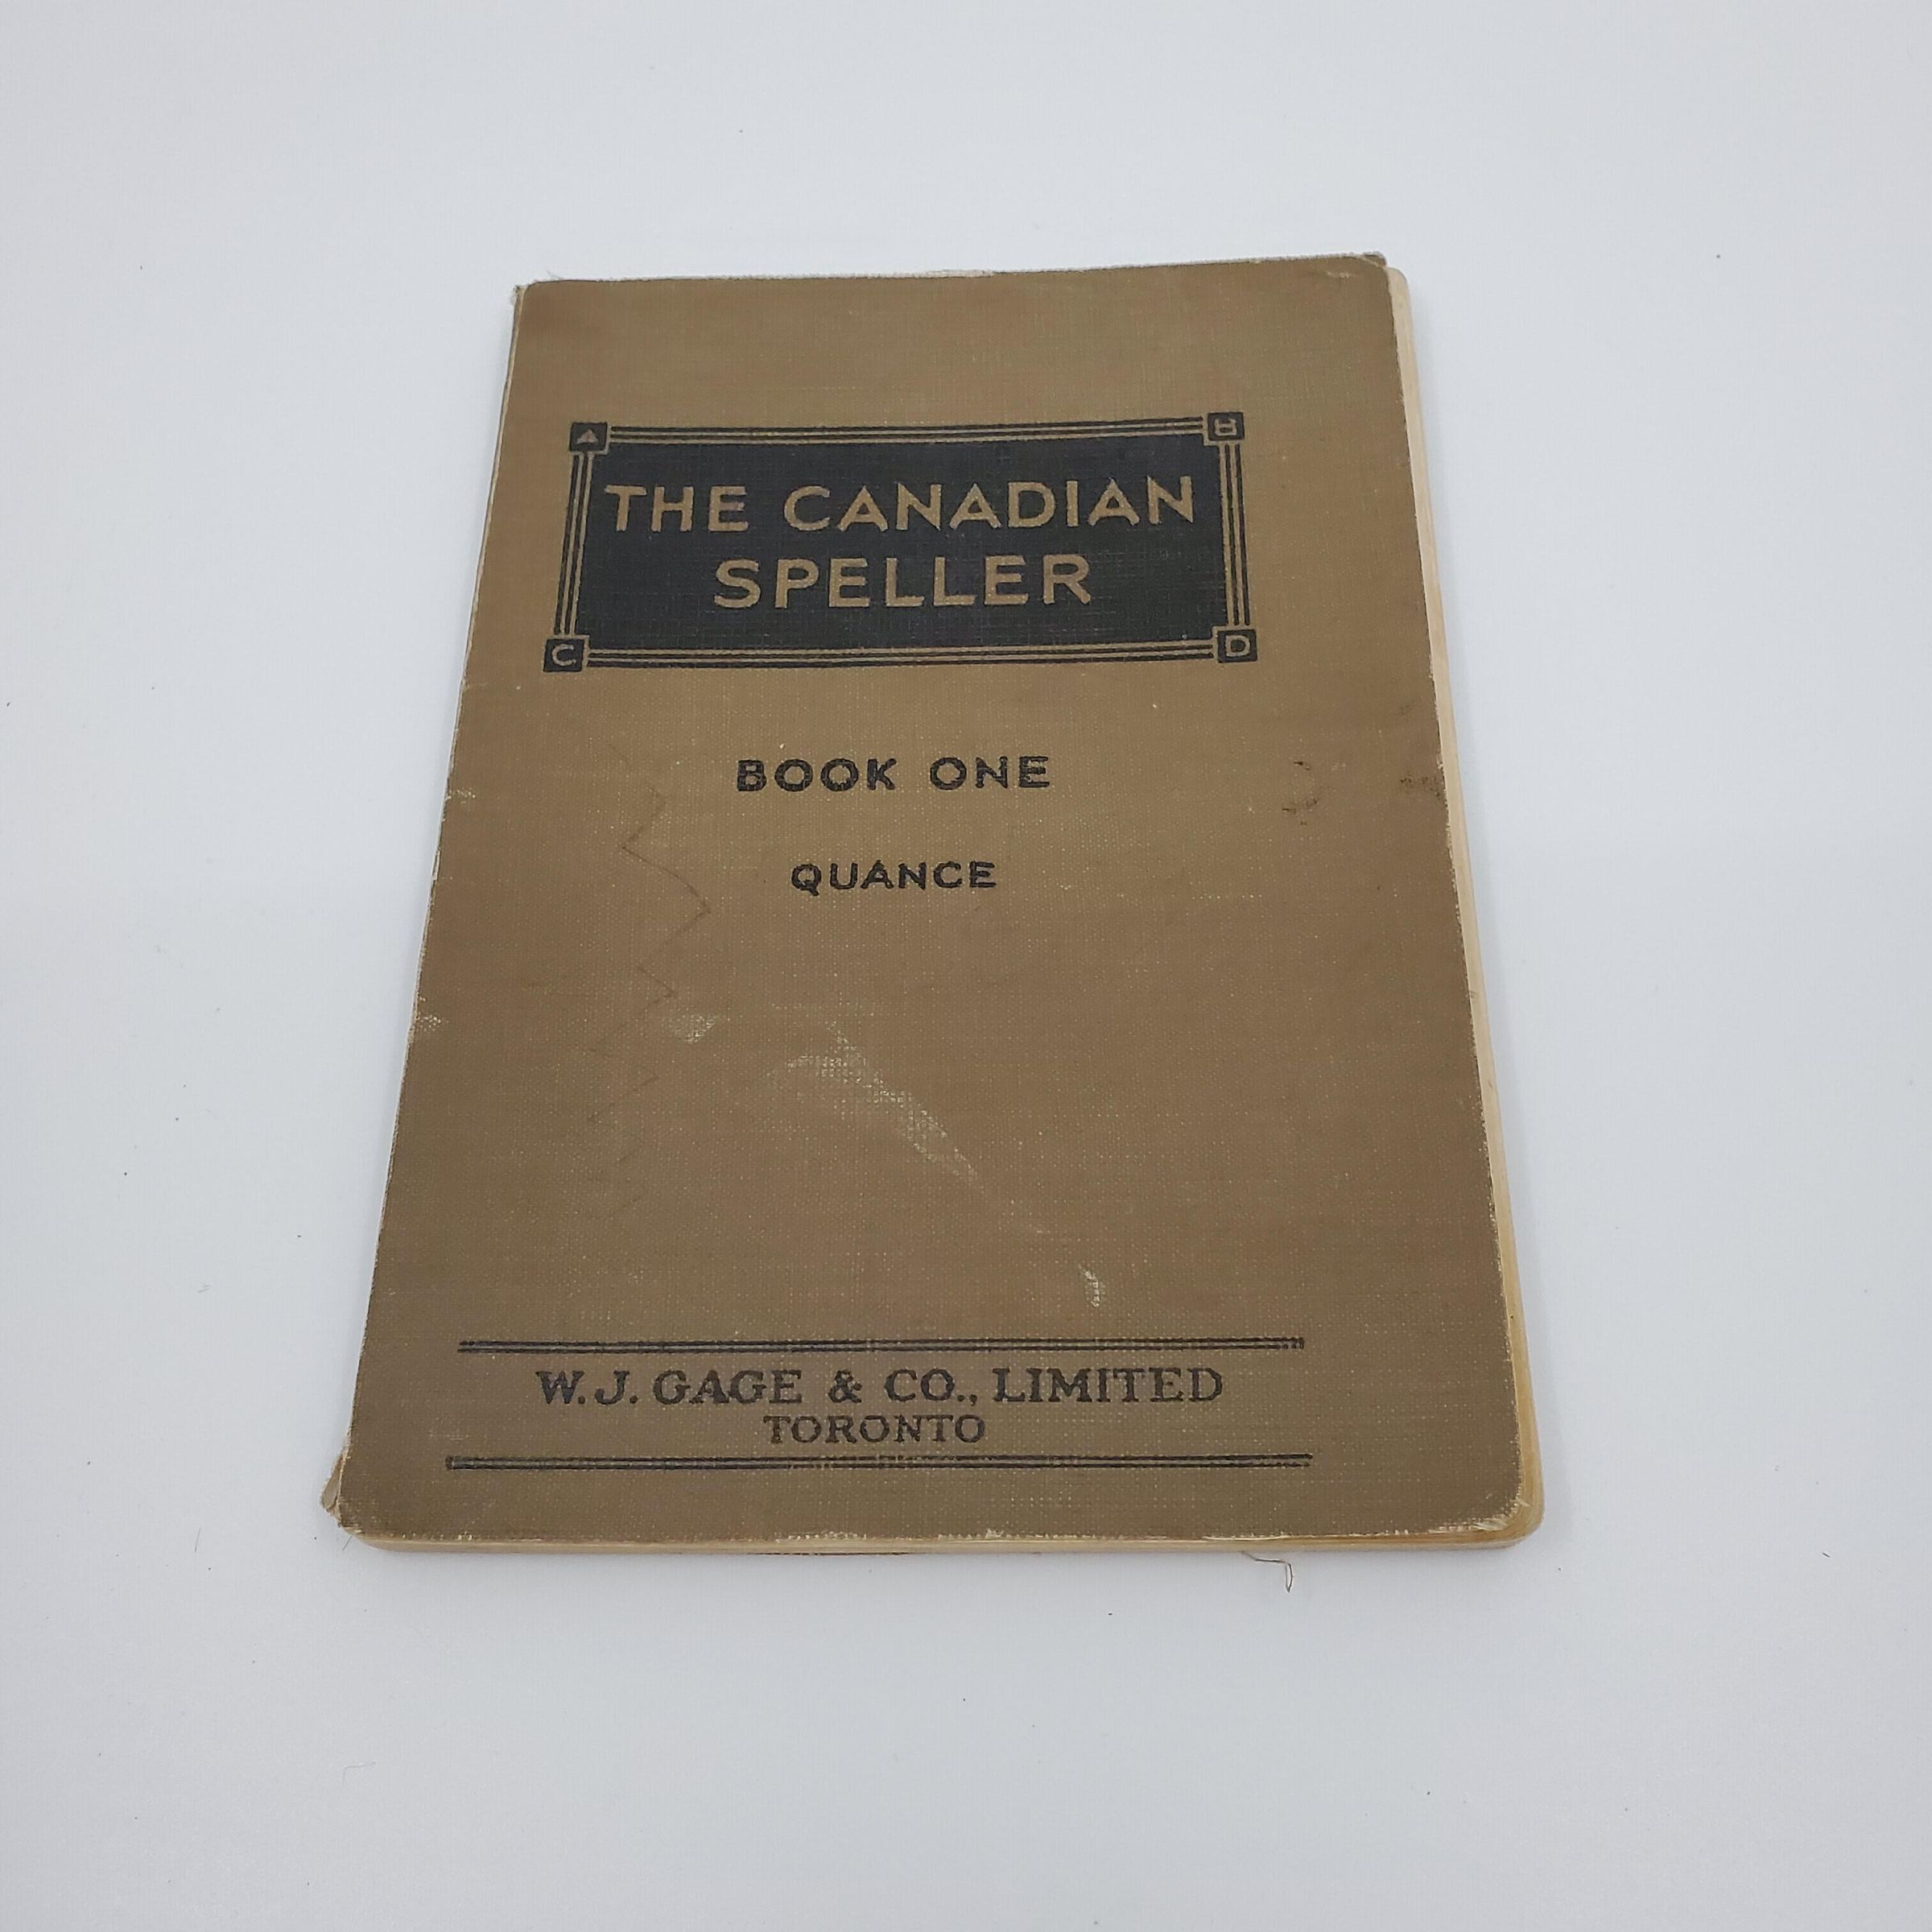 A B
THE CANADIAN
SPELLER
C D
BOOK ONE
QUANCE
W. J. GAGE & CO., LIMITED
TORONTO